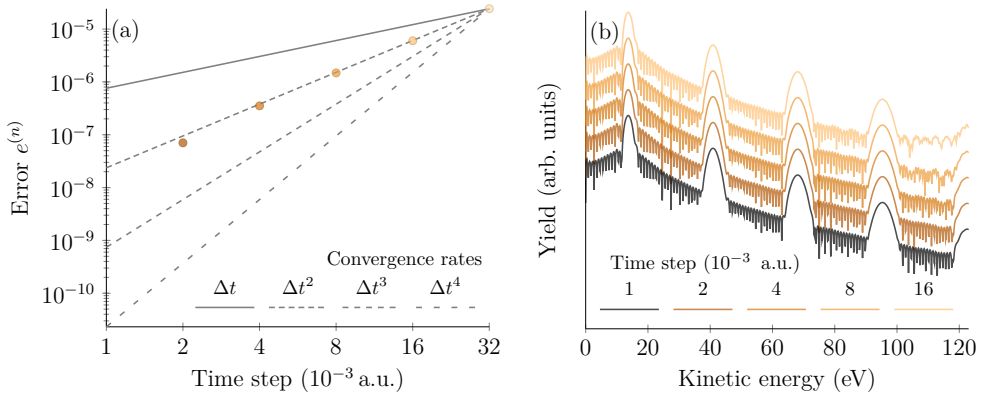 (a)
Error e^(n)
10^−5
10^−6
10^−7
10^−8
10^−9
10^−10
Convergence rates
Δt Δt^2 Δt^3 Δt^4
1 2 4 8 16 32
Time step (10^−3 a.u.)
(b)
Yield (arb. units)
Time step (10^−3 a.u.)
1 2 4 8 16
0 20 40 60 80 100 120
Kinetic energy (eV)